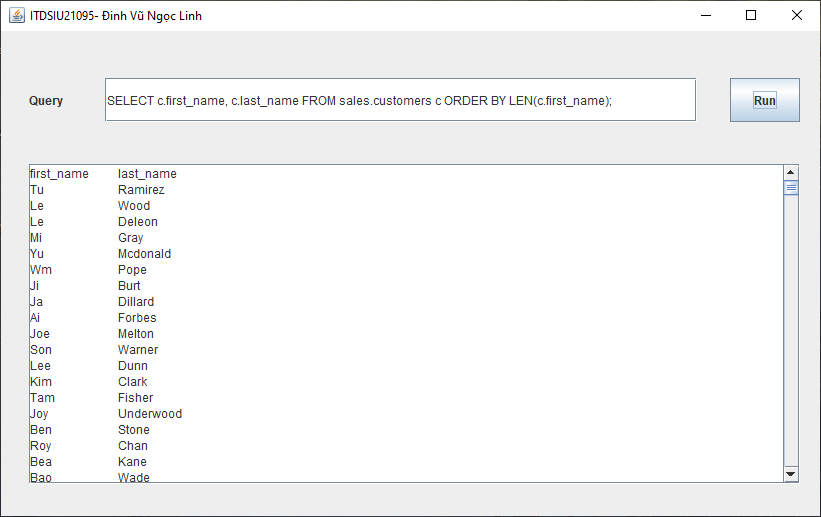 ITDSIU21095- Đinh Vũ Ngọc Linh
Query
SELECT c.first_name, c.last_name FROM sales.customers c ORDER BY LEN(c.first_name);
Run
first_name last_name
Tu Ramirez
Le Wood
Le Deleon
Mi Gray
Yu Mcdonald
Wm Pope
Ji Burt
Ja Dillard
Ai Forbes
Joe Melton
Son Warner
Lee Dunn
Kim Clark
Tam Fisher
Joy Underwood
Ben Stone
Roy Chan
Bea Kane
Bao Wade